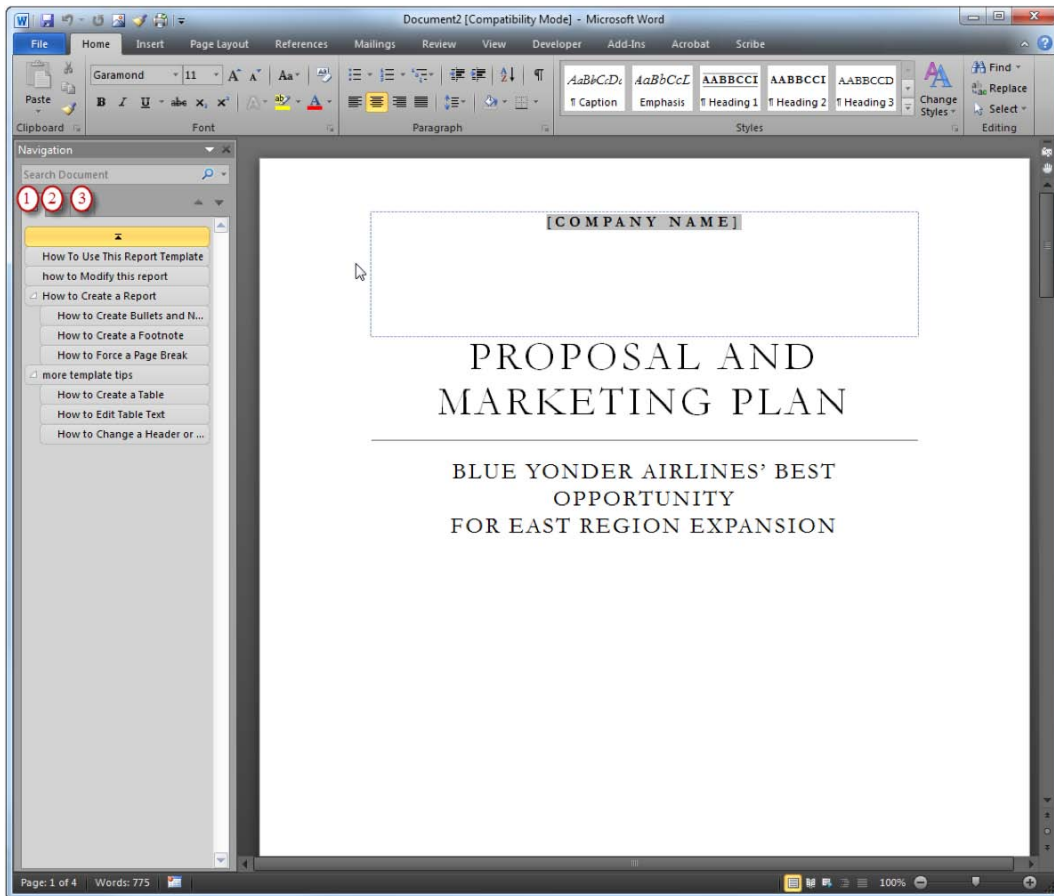 Document2 [Compatibility Mode] - Microsoft Word
File Home Insert Page Layout References Mailings Review View Developer Add-Ins Acrobat Scribe
Garamond 11 Aa
Paste
B I U abc x₂ x² A
AaBbCcDc AaBbCcL AABBCCI AABBCCI AABBCCD
¶ Caption Emphasis ¶ Heading 1 ¶ Heading 2 ¶ Heading 3
Change Styles
Find
Replace
Select
Clipboard Font Paragraph Styles Editing
Navigation
Search Document
1 2 3
How To Use This Report Template
how to Modify this report
How to Create a Report
How to Create Bullets and N...
How to Create a Footnote
How to Force a Page Break
more template tips
How to Create a Table
How to Edit Table Text
How to Change a Header or ...
[COMPANY NAME]
PROPOSAL AND
MARKETING PLAN
BLUE YONDER AIRLINES' BEST
OPPORTUNITY
FOR EAST REGION EXPANSION
Page: 1 of 4 Words: 775 100%